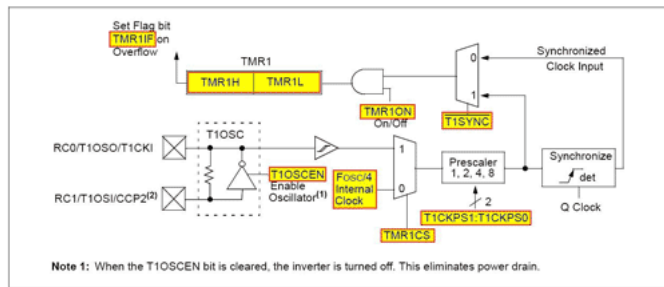 Set Flag bit
TMR1IF on
Overflow
TMR1
TMR1H TMR1L
TMR1ON
On/Off
0
1
T1SYNC
Synchronized
Clock Input
RC0/T1OSO/T1CKI
T1OSC
RC1/T1OSI/CCP2(2)
T1OSCEN
Enable
Oscillator(1)
FOSC/4
Internal
Clock
1
0
TMR1CS
Prescaler
1, 2, 4, 8
2
T1CKPS1:T1CKPS0
Synchronize
det
Q Clock
Note 1: When the T1OSCEN bit is cleared, the inverter is turned off. This eliminates power drain.